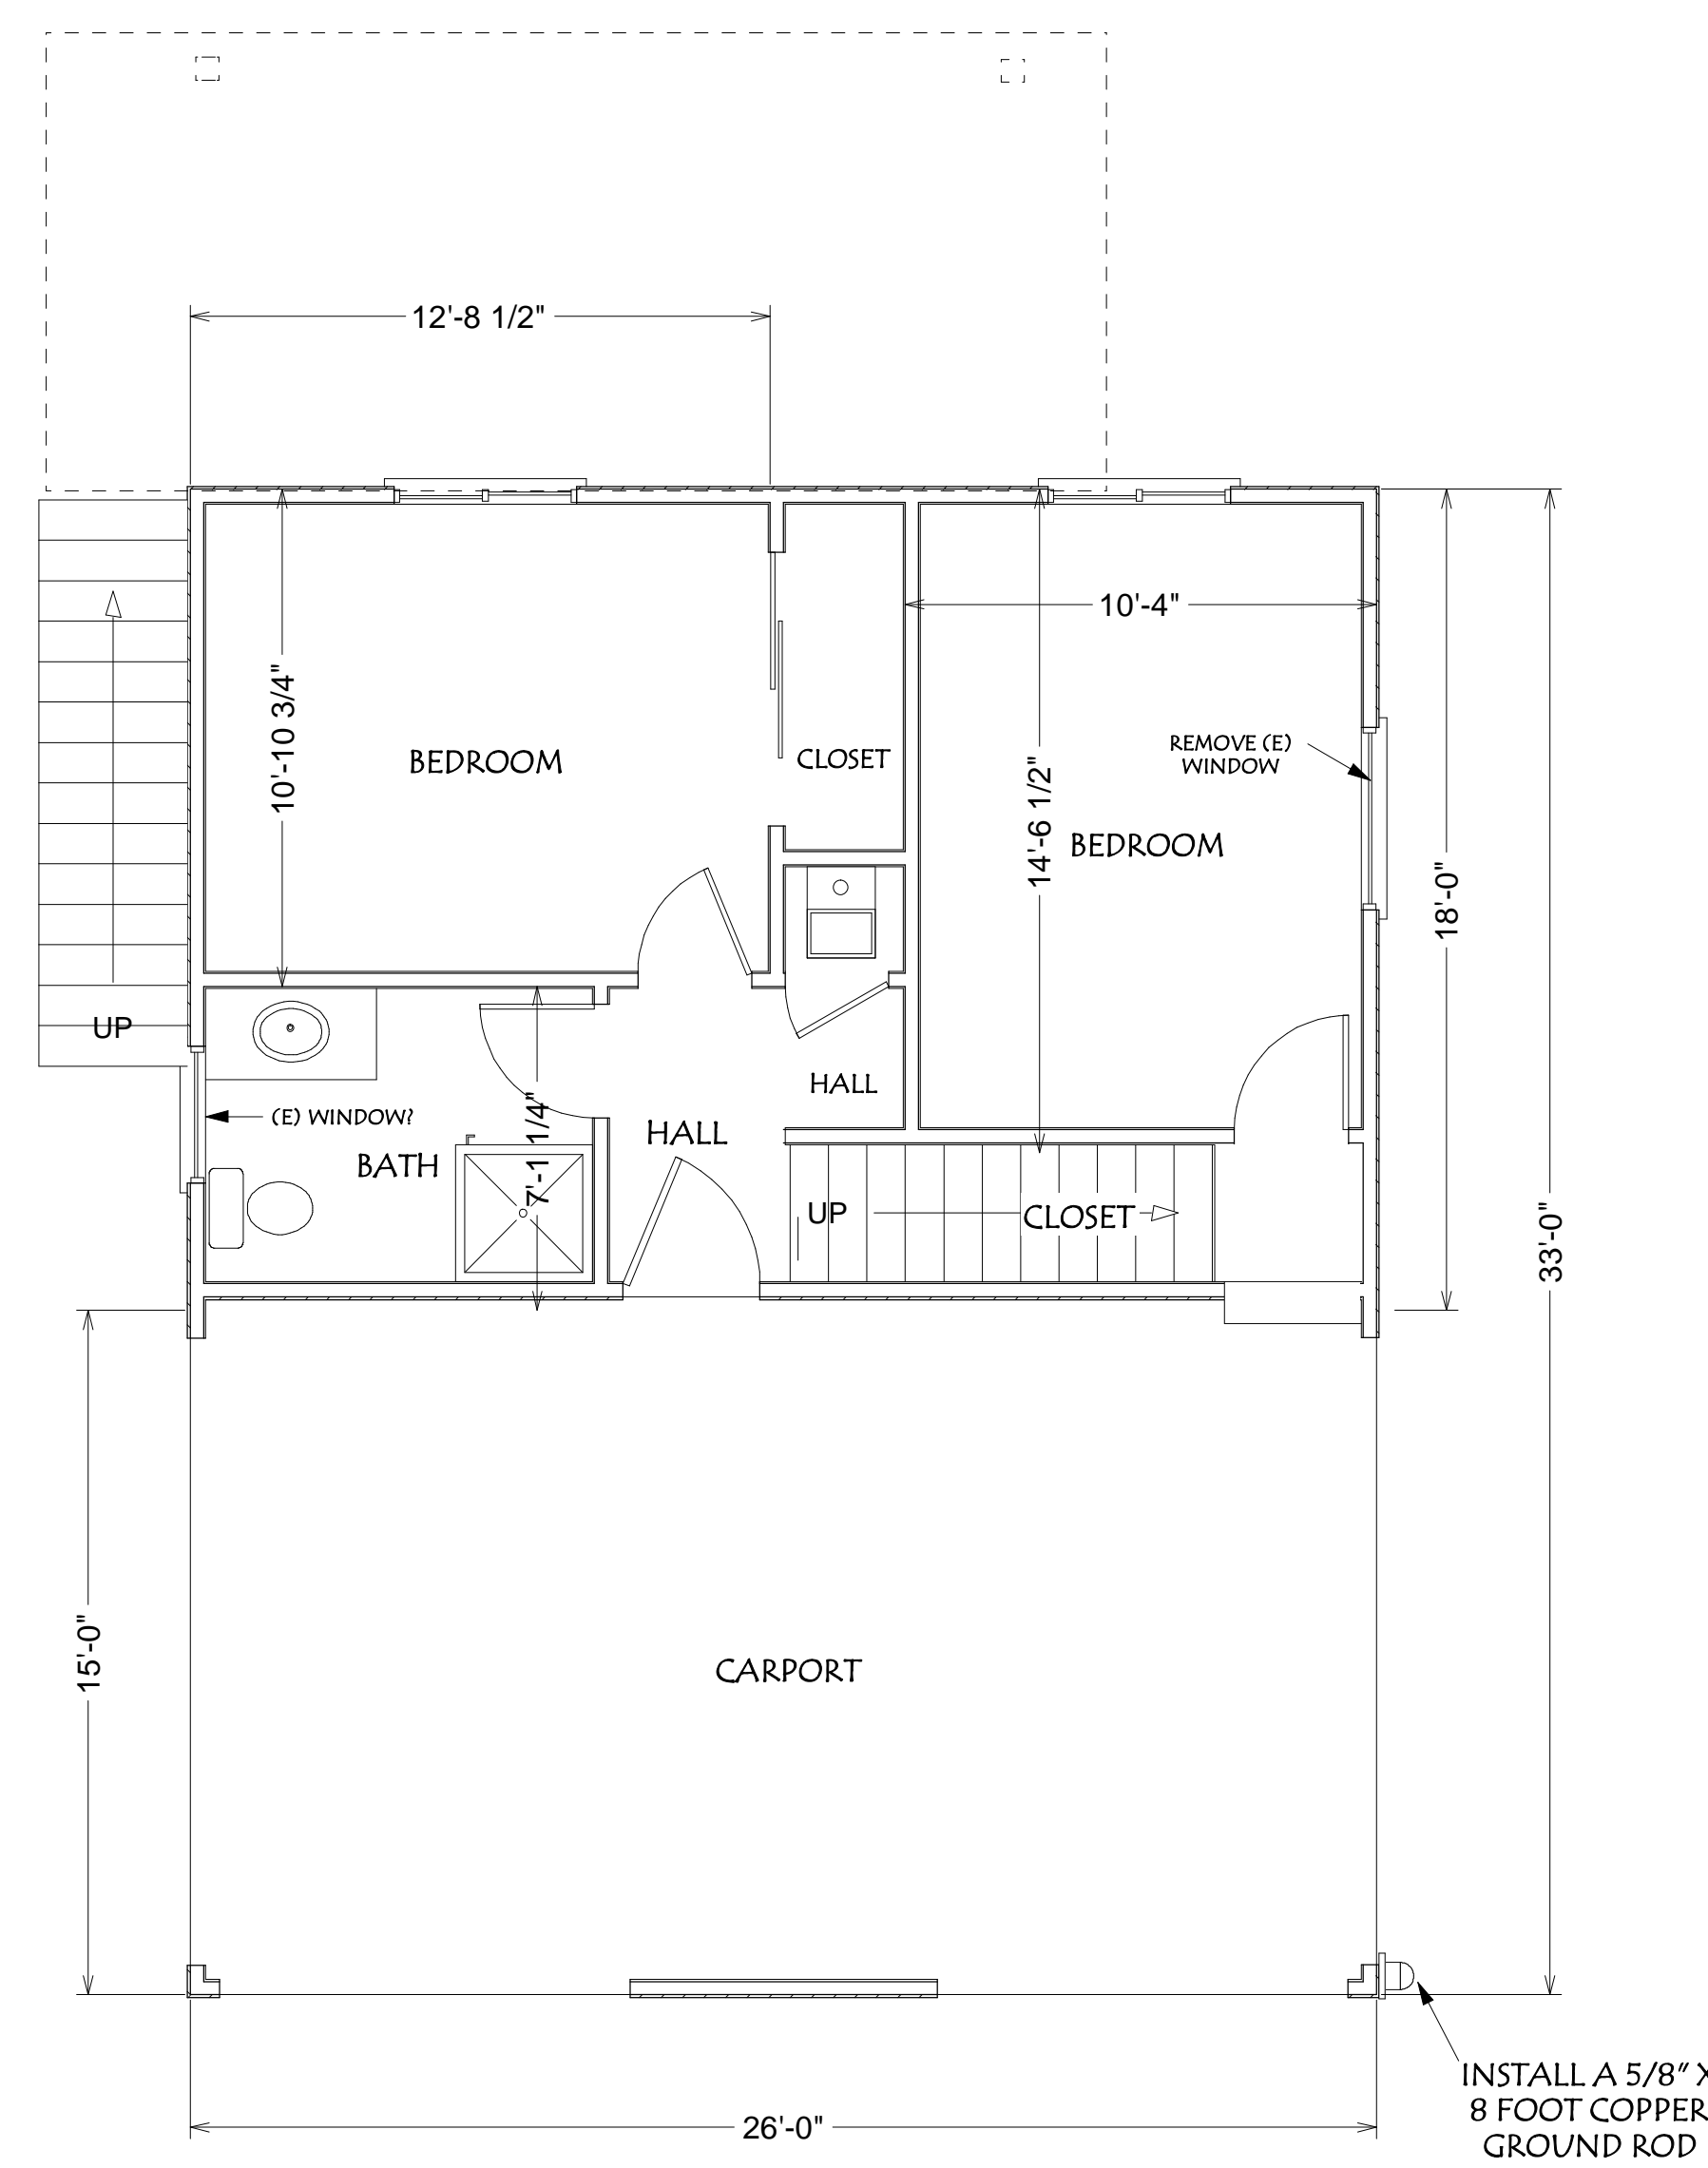 12'-8 1/2"
10'-4"
10'-10 3/4"
REMOVE (E)
WINDOW
BEDROOM
CLOSET
14'-6 1/2"
BEDROOM
18'-0"
UP
HALL
(E) WINDOW?
7'-1 1/4"
HALL
BATH
UP
CLOSET
33'-0"
15'-0"
CARPORT
INSTALL A 5/8" X
8 FOOT COPPER
GROUND ROD
26'-0"